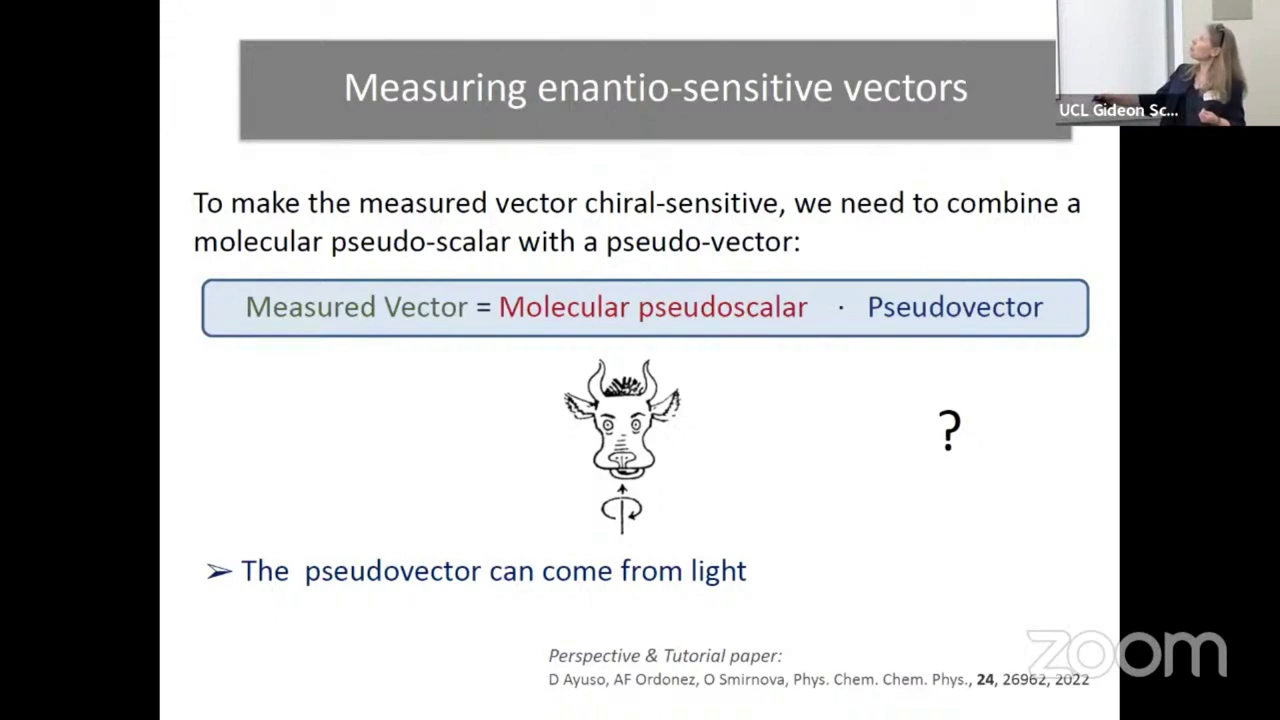 Measuring enantio-sensitive vectors
UCL Gideon Sc...
To make the measured vector chiral-sensitive, we need to combine a
molecular pseudo-scalar with a pseudo-vector:
Measured Vector = Molecular pseudoscalar · Pseudovector
?
➢ The pseudovector can come from light
Perspective & Tutorial paper:
D Ayuso, AF Ordonez, O Smirnova, Phys. Chem. Chem. Phys., 24, 26962, 2022
zoom